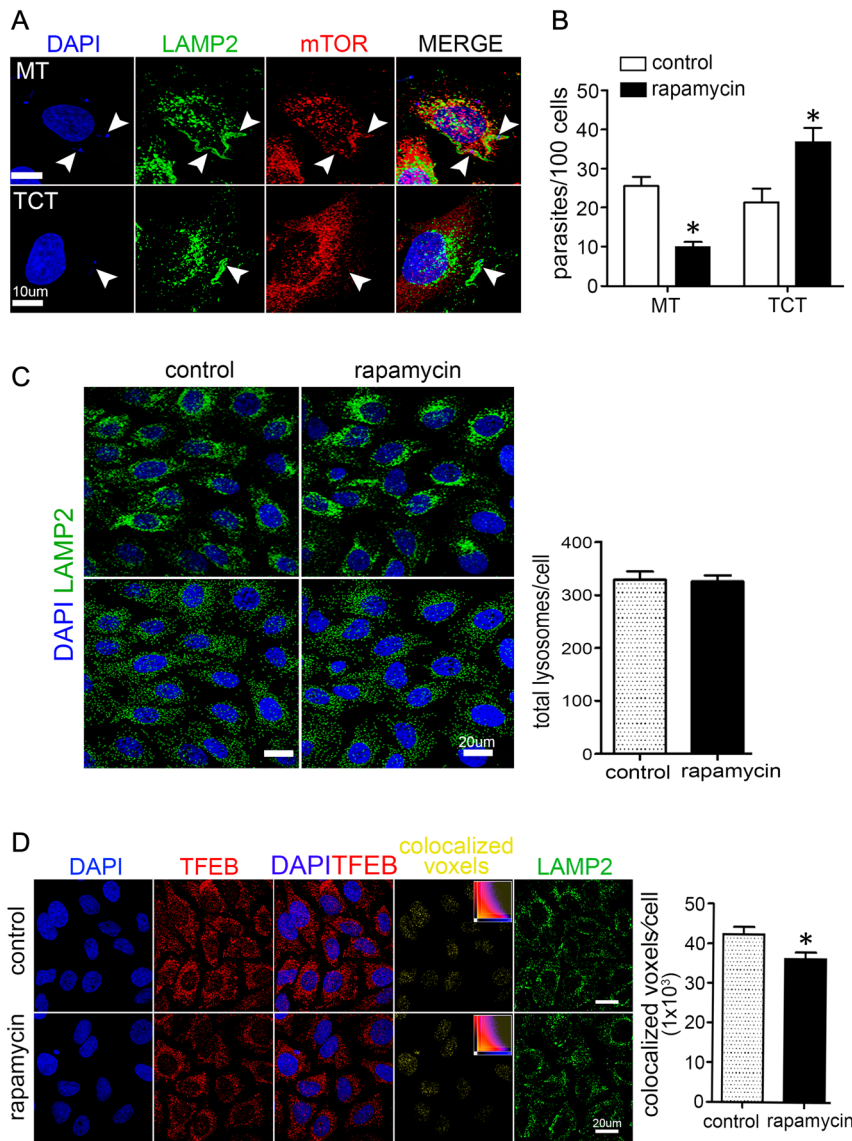 A
DAPI LAMP2 mTOR MERGE
MT
TCT
10um
B
control
rapamycin
parasites/100 cells
50
40
30
20
10
0
*
*
MT TCT
C
control rapamycin
DAPI LAMP2
20um
total lysosomes/cell
400
300
200
100
0
control rapamycin
D
DAPI TFEB DAPITFEB colocalized voxels LAMP2
control
rapamycin
20um
colocalized voxels/cell
(1x10³)
50
40
30
20
10
0
*
control rapamycin